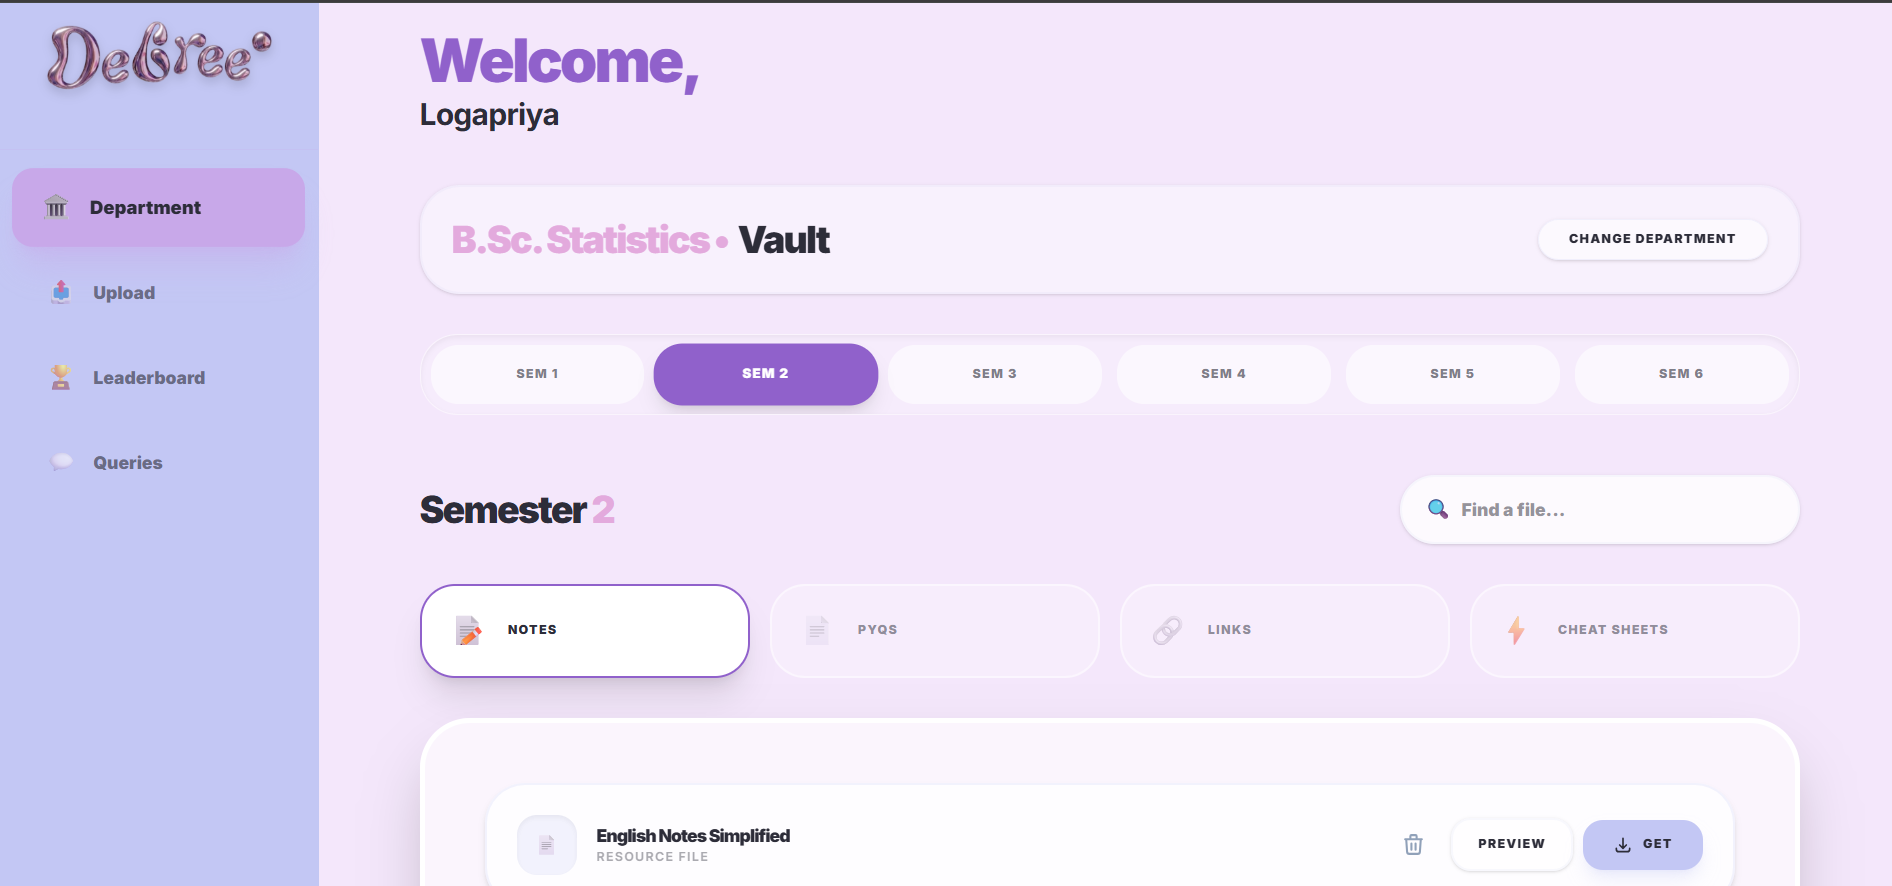 DeGree
Welcome,
Logapriya
Department
Upload
Leaderboard
Queries
B.Sc. Statistics • Vault
CHANGE DEPARTMENT
SEM 1
SEM 2
SEM 3
SEM 4
SEM 5
SEM 6
Semester 2
Find a file...
NOTES
PYQS
LINKS
CHEAT SHEETS
English Notes Simplified
RESOURCE FILE
PREVIEW
GET